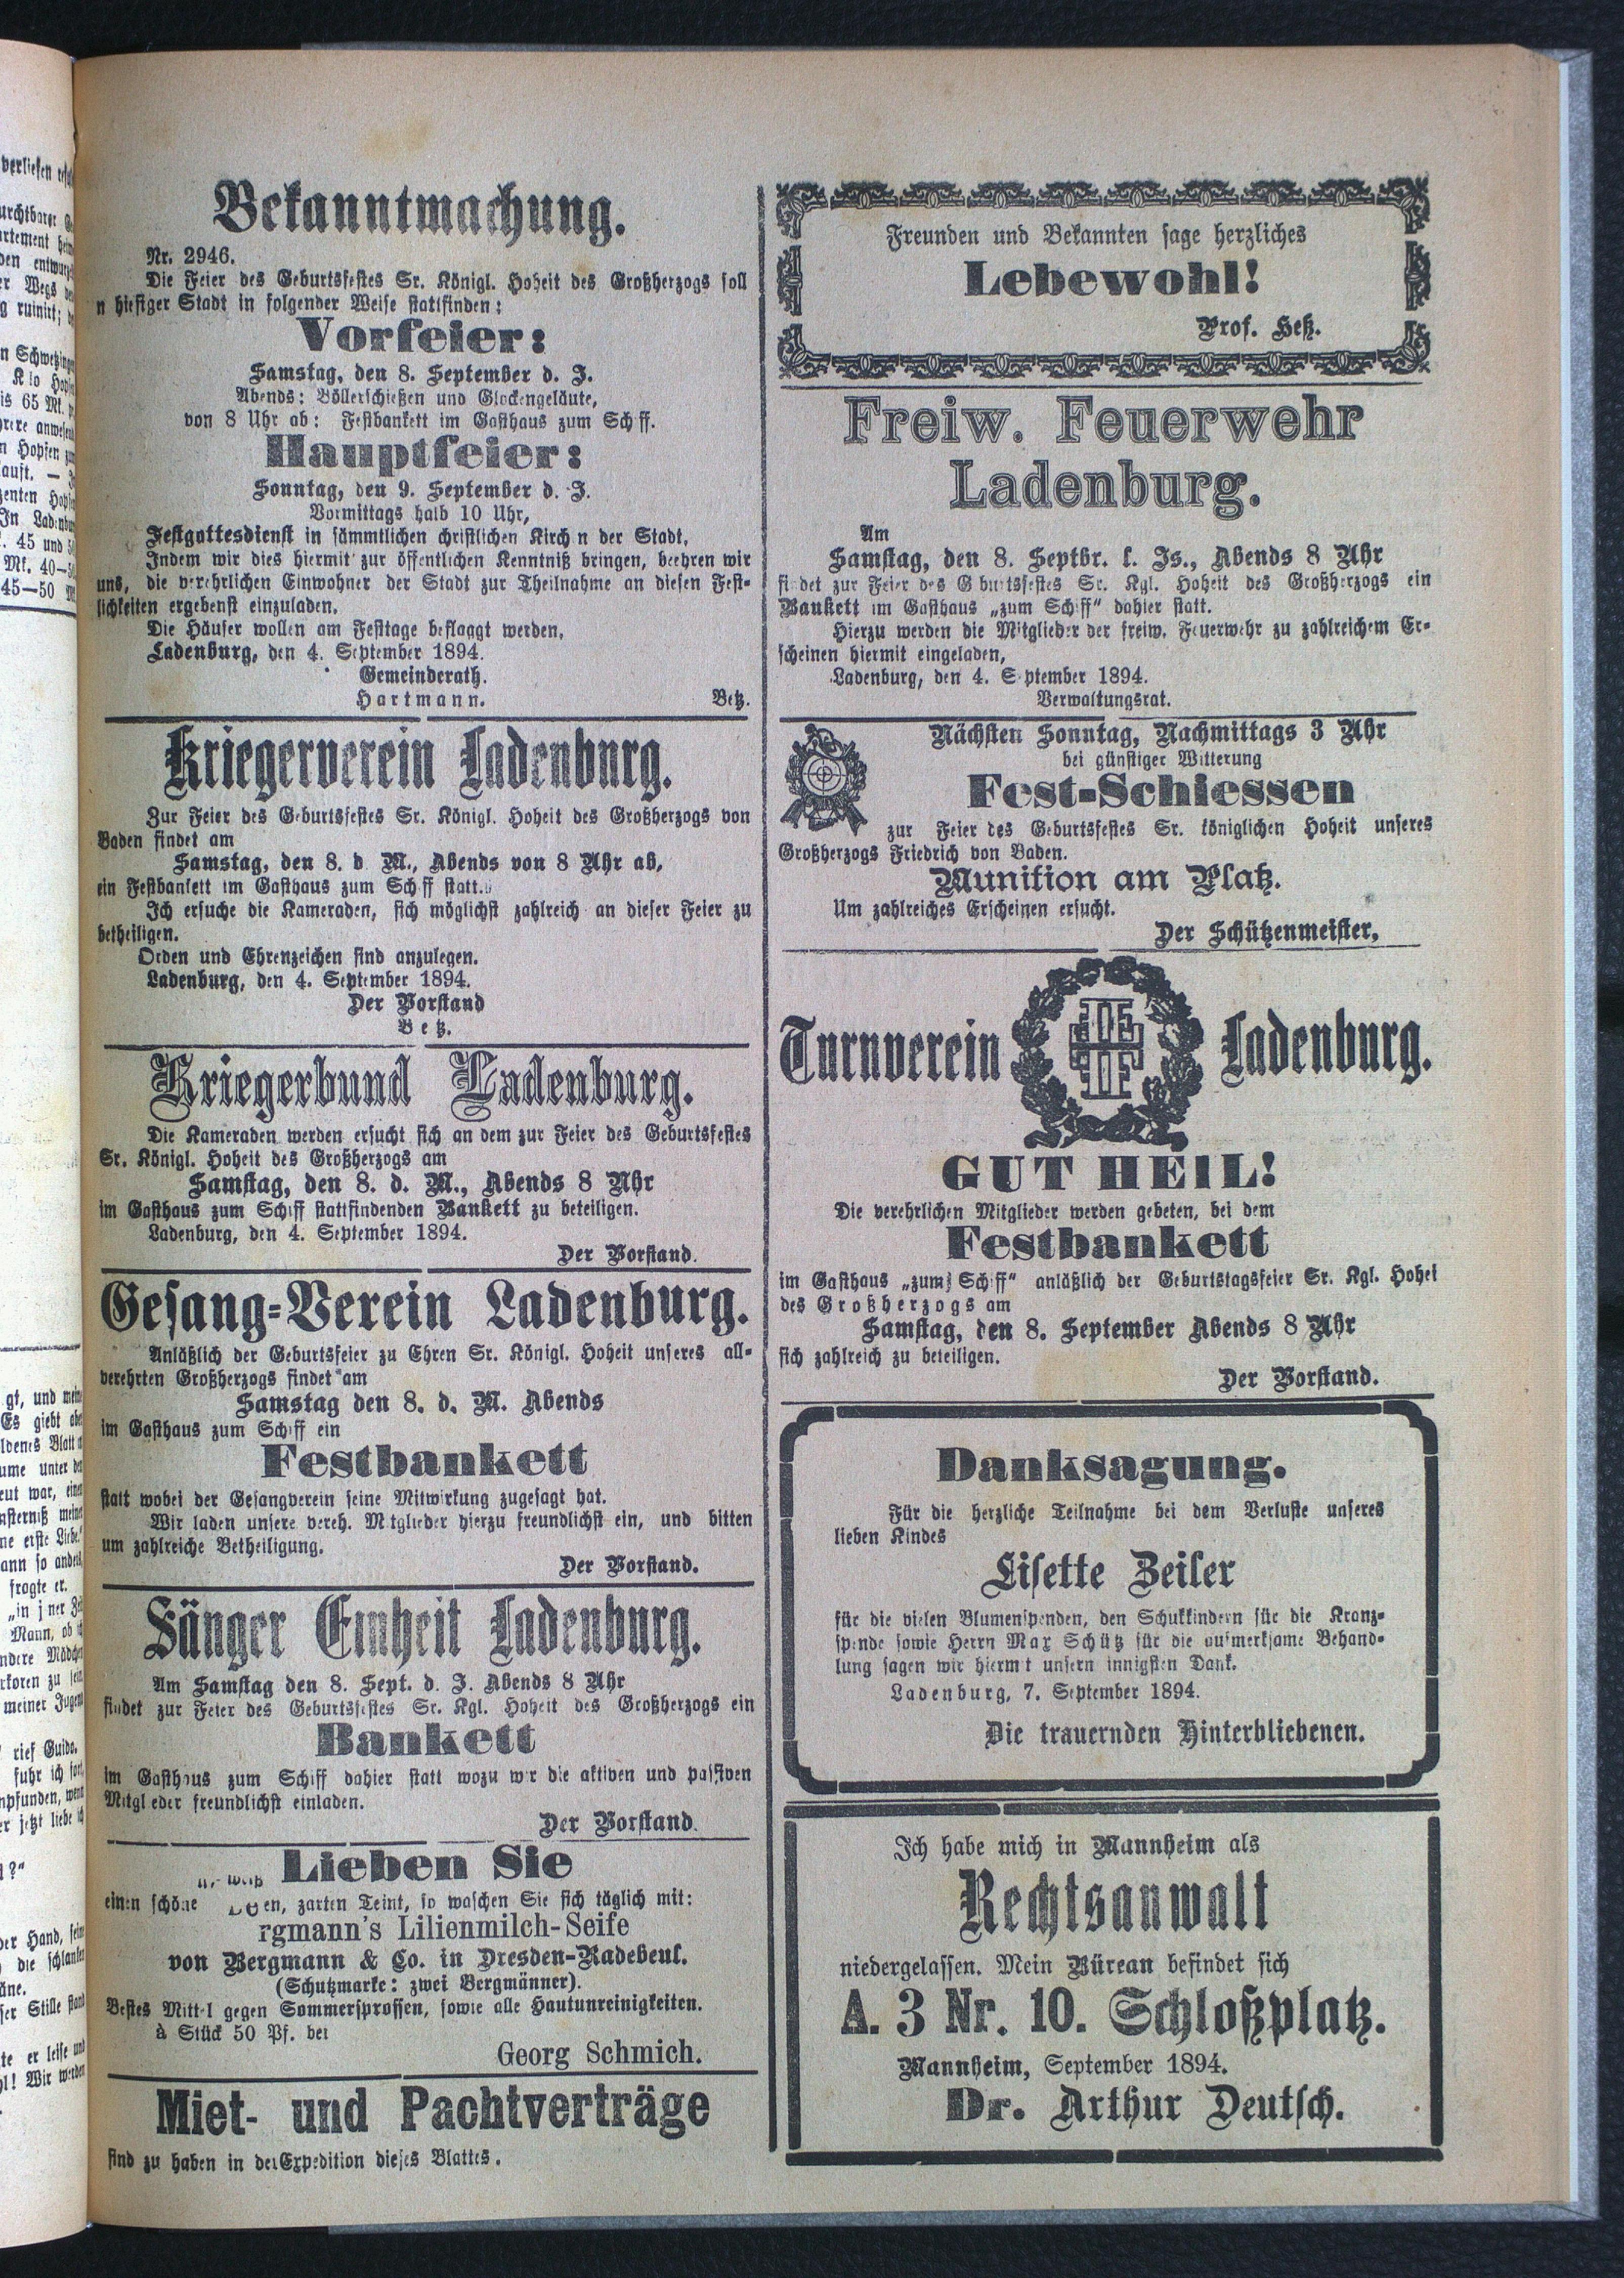 Bekanntmachung.
Nr. 2946.
Die Feier des Geburtsfestes Sr. Königl. Hoheit des Großherzogs soll
n hiesiger Stadt in folgender Weise stattfinden:
Vorfeier:
Samstag, den 8. September d. J.
Abends: Böllerschießen und Glockengeläute,
von 8 Uhr ab: Festbankett im Gasthaus zum Schiff.
Hauptfeier:
Sonntag, den 9. September d. J.
Vormittags halb 10 Uhr,
Festgottesdienst in sämmtlichen christlichen Kirch n der Stadt,
Indem wir dies hiermit zur öffentlichen Kenntniß bringen, beehren wir
uns, die verehrlichen Einwohner der Stadt zur Theilnahme an diesen Fest-
lichkeiten ergebenst einzuladen.
Die Häuser wollen am Festtage beflaggt werden,
Ladenburg, den 4. September 1894.
Gemeinderath.
Hartmann. Betz.
Kriegerverein Ladenburg.
Zur Feier des Geburtsfestes Sr. Königl. Hoheit des Großherzogs von
Baden findet am
Samstag, den 8. d. M., Abends von 8 Uhr ab,
ein Festbankett im Gasthaus zum Schiff statt.
Ich ersuche die Kameraden, sich möglichst zahlreich an dieser Feier zu
betheiligen.
Orden und Ehrenzeichen sind anzulegen.
Ladenburg, den 4. September 1894.
Der Vorstand
Betz.
Kriegerbund Ladenburg.
Die Kameraden werden ersucht sich an dem zur Feier des Geburtsfestes
Sr. Königl. Hoheit des Großherzogs am
Samstag, den 8. d. M., Abends 8 Uhr
im Gasthaus zum Schiff stattfindenden Bankett zu beteiligen.
Ladenburg, den 4. September 1894.
Der Vorstand.
Gesang-Verein Ladenburg.
Anläßlich der Geburtsfeier zu Ehren Sr. Königl. Hoheit unseres all-
verehrten Großherzogs findet am
Samstag den 8. d. M. Abends
im Gasthaus zum Schiff ein
Festbankett
statt wobei der Gesangverein seine Mitwirkung zugesagt hat.
Wir laden unsere vereh. Mitglieder hierzu freundlichst ein, und bitten
um zahlreiche Betheiligung.
Der Vorstand.
Sänger Einheit Ladenburg.
Am Samstag den 8. Sept. d. J. Abends 8 Uhr
findet zur Feier des Geburtsfestes Sr. Kgl. Hoheit des Großherzogs ein
Bankett
im Gasthaus zum Schiff dahier statt wozu wir die aktiven und passiven
Mitglieder freundlichst einladen.
Der Vorstand.
Lieben Sie
einen schöne en, zarten Teint, so waschen Sie sich täglich mit:
rgmann's Lilienmilch-Seife
von Bergmann & Co. in Dresden-Radebeul.
(Schutzmarke: zwei Bergmänner).
Bestes Mittel gegen Sommersprossen, sowie alle Hautunreinigkeiten.
à Stück 50 Pf. bei
Georg Schmich.
Miet- und Pachtverträge
sind zu haben in der Expedition dieses Blattes.
Freunden und Bekannten sage herzliches
Lebewohl!
Prof. Heß.
Freiw. Feuerwehr
Ladenburg.
Am
Samstag, den 8. Septbr. l. Js., Abends 8 Uhr
findet zur Feier des Geburtsfestes Sr. Kgl. Hoheit des Großherzogs ein
Bankett im Gasthaus „zum Schiff“ dahier statt.
Hierzu werden die Mitglieder der freiw. Feuerwehr zu zahlreichem Er-
scheinen hiermit eingeladen,
Ladenburg, den 4. September 1894.
Verwaltungsrat.
Nächsten Sonntag, Nachmittags 3 Uhr
bei günstiger Witterung
Fest-Schiessen
zur Feier des Geburtsfestes Sr. königlichen Hoheit unseres
Großherzogs Friedrich von Baden.
Munition am Platz.
Um zahlreiches Erscheinen ersucht.
Der Schützenmeister,
Turnverein Ladenburg.
GUT HEIL!
Die verehrlichen Mitglieder werden gebeten, bei dem
Festbankett
im Gasthaus „zum Schiff“ anläßlich der Geburtstagsfeier Sr. Kgl. Hohei
des Großherzogs am
Samstag, den 8. September Abends 8 Uhr
sich zahlreich zu beteiligen.
Der Vorstand.
Danksagung.
Für die herzliche Teilnahme bei dem Verluste unseres
lieben Kindes
Lisette Zeiler
für die vielen Blumenspenden, den Schulkindern für die Kranz-
spende sowie Herrn Max Schütz für die aufmerksame Behand-
lung sagen wir hiermit unsern innigsten Dank.
Ladenburg, 7. September 1894.
Die trauernden Hinterbliebenen.
Ich habe mich in Mannheim als
Rechtsanwalt
niedergelassen. Mein Büreau befindet sich
A. 3 Nr. 10. Schloßplatz.
Mannheim, September 1894.
Dr. Arthur Deutsch.